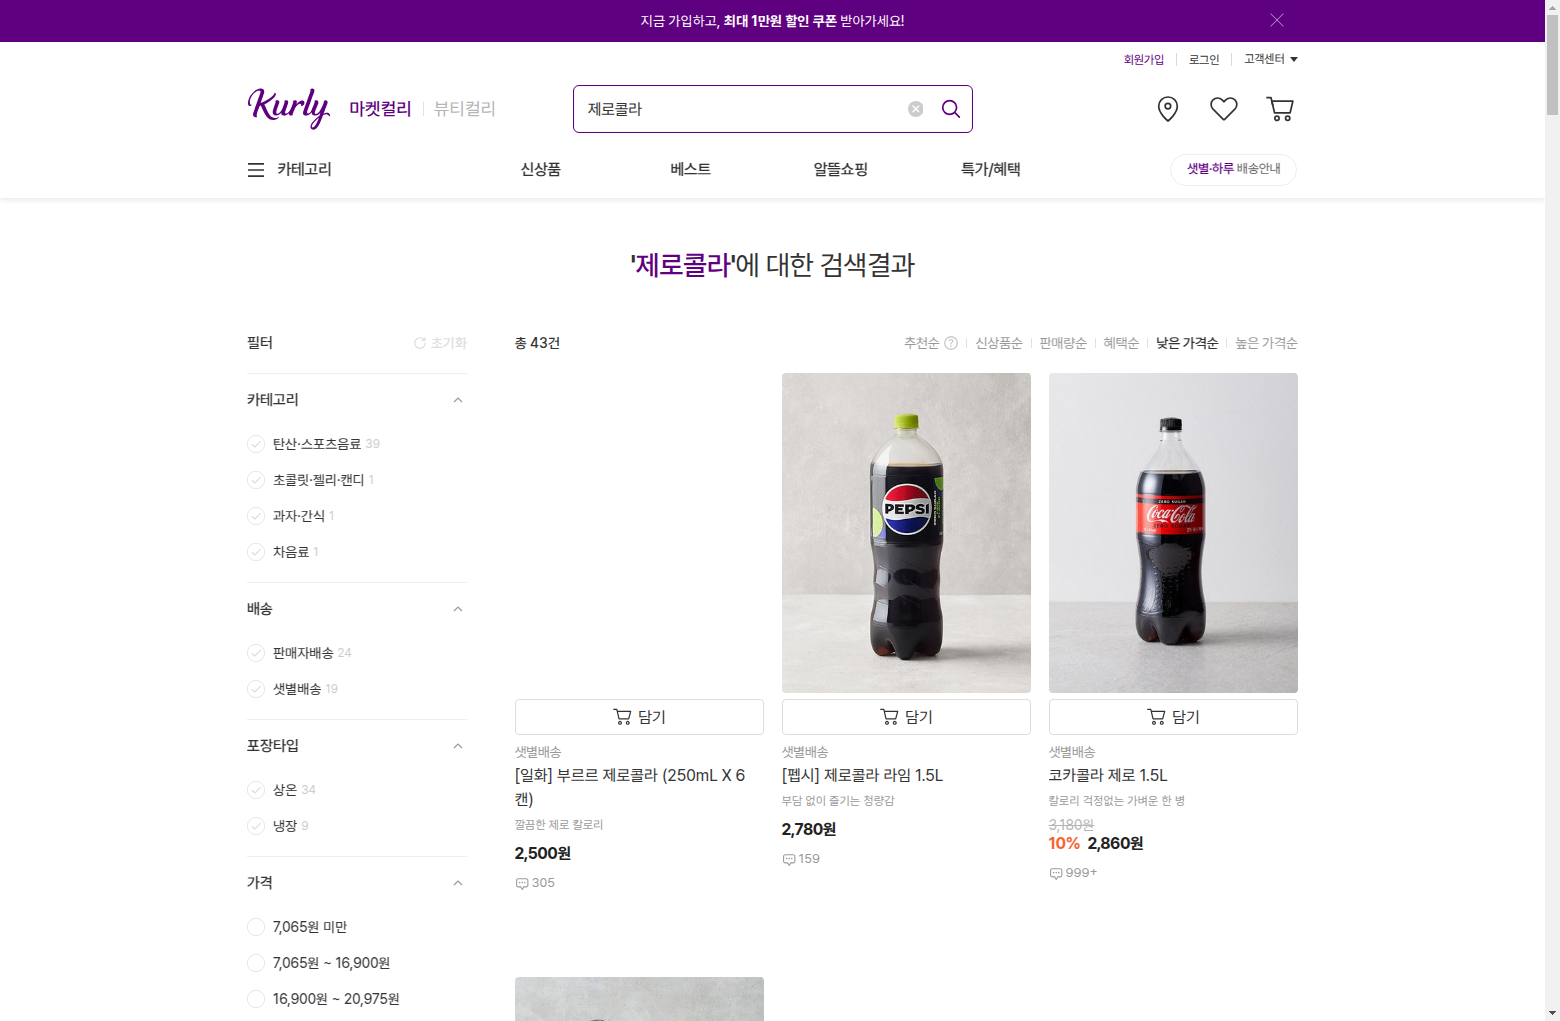 지금 가입하고, 최대 1만원 할인 쿠폰 받아가세요!
회원가입
로그인
고객센터
Kurly
마켓컬리
뷰티컬리
제로콜라
카테고리
신상품
베스트
알뜰쇼핑
특가/혜택
샛별·하루 배송안내
'제로콜라'에 대한 검색결과
필터
초기화
총 43건
추천순
신상품순
판매량순
혜택순
낮은 가격순
높은 가격순
카테고리
탄산·스포츠음료 39
초콜릿·젤리·캔디 1
과자·간식 1
차음료 1
배송
판매자배송 24
샛별배송 19
포장타입
상온 34
냉장 9
가격
7,065원 미만
7,065원 ~ 16,900원
16,900원 ~ 20,975원
담기
샛별배송
[일화] 부르르 제로콜라 (250mL X 6
캔)
깔끔한 제로 칼로리
2,500원
305
PEPSI
담기
샛별배송
[펩시] 제로콜라 라임 1.5L
부담 없이 즐기는 청량감
2,780원
159
ZERO SUGAR
Coca-Cola
ZERO SUGAR
담기
샛별배송
코카콜라 제로 1.5L
칼로리 걱정없는 가벼운 한 병
3,180원
10% 2,860원
999+